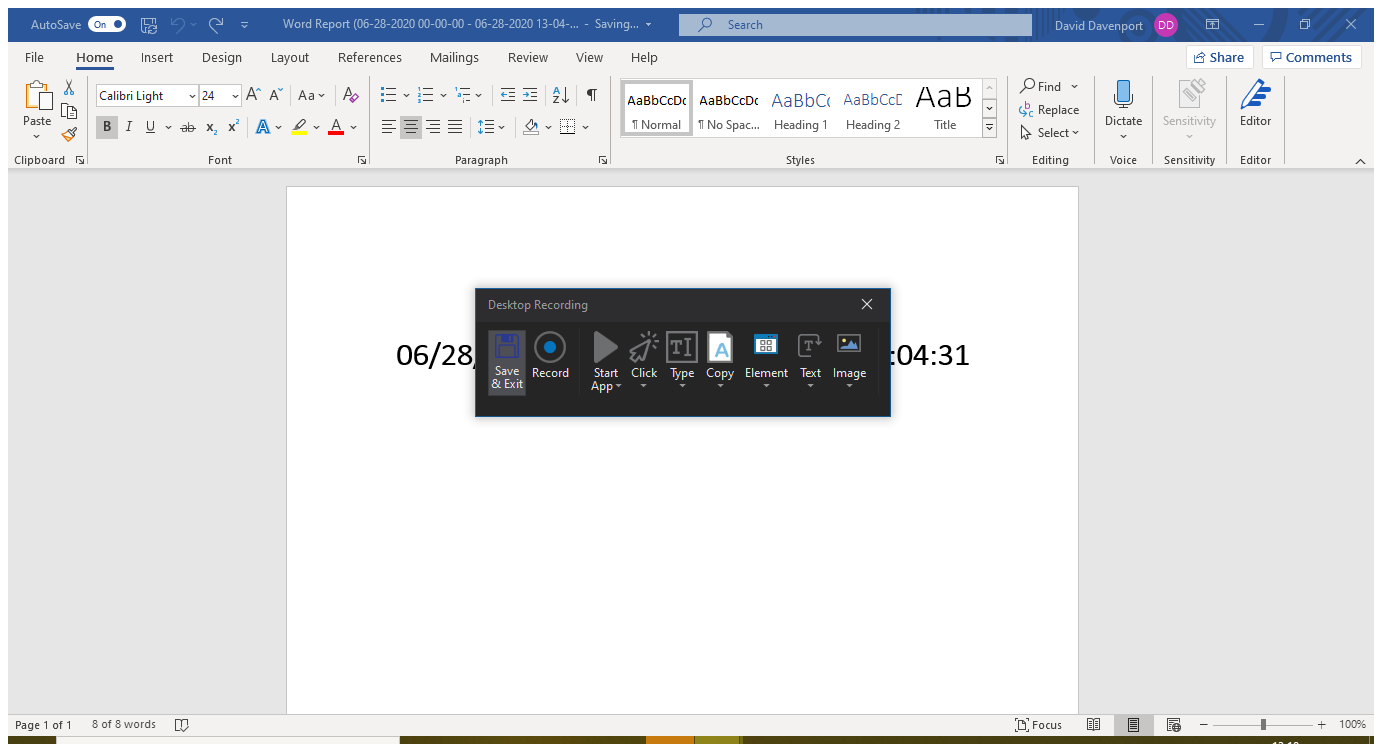 AutoSave On Word Report (06-28-2020 00-00-00 - 06-28-2020 13-04-... - Saving... Search David Davenport DD
File Home Insert Design Layout References Mailings Review View Help Share Comments
Paste
Calibri Light 24 A A Aa A
B I U ab x2 x2 A A
AaBbCcDc AaBbCcDc AaBbCc AaBbCcD AaB
¶ Normal ¶ No Spac... Heading 1 Heading 2 Title
Find
Replace
Select
Dictate
Sensitivity
Editor
Clipboard Font Paragraph Styles Editing Voice Sensitivity Editor
Desktop Recording
Save & Exit
Record
Start App
Click
Type
Copy
Element
Text
Image
06/28/ :04:31
Page 1 of 1 8 of 8 words Focus 100%